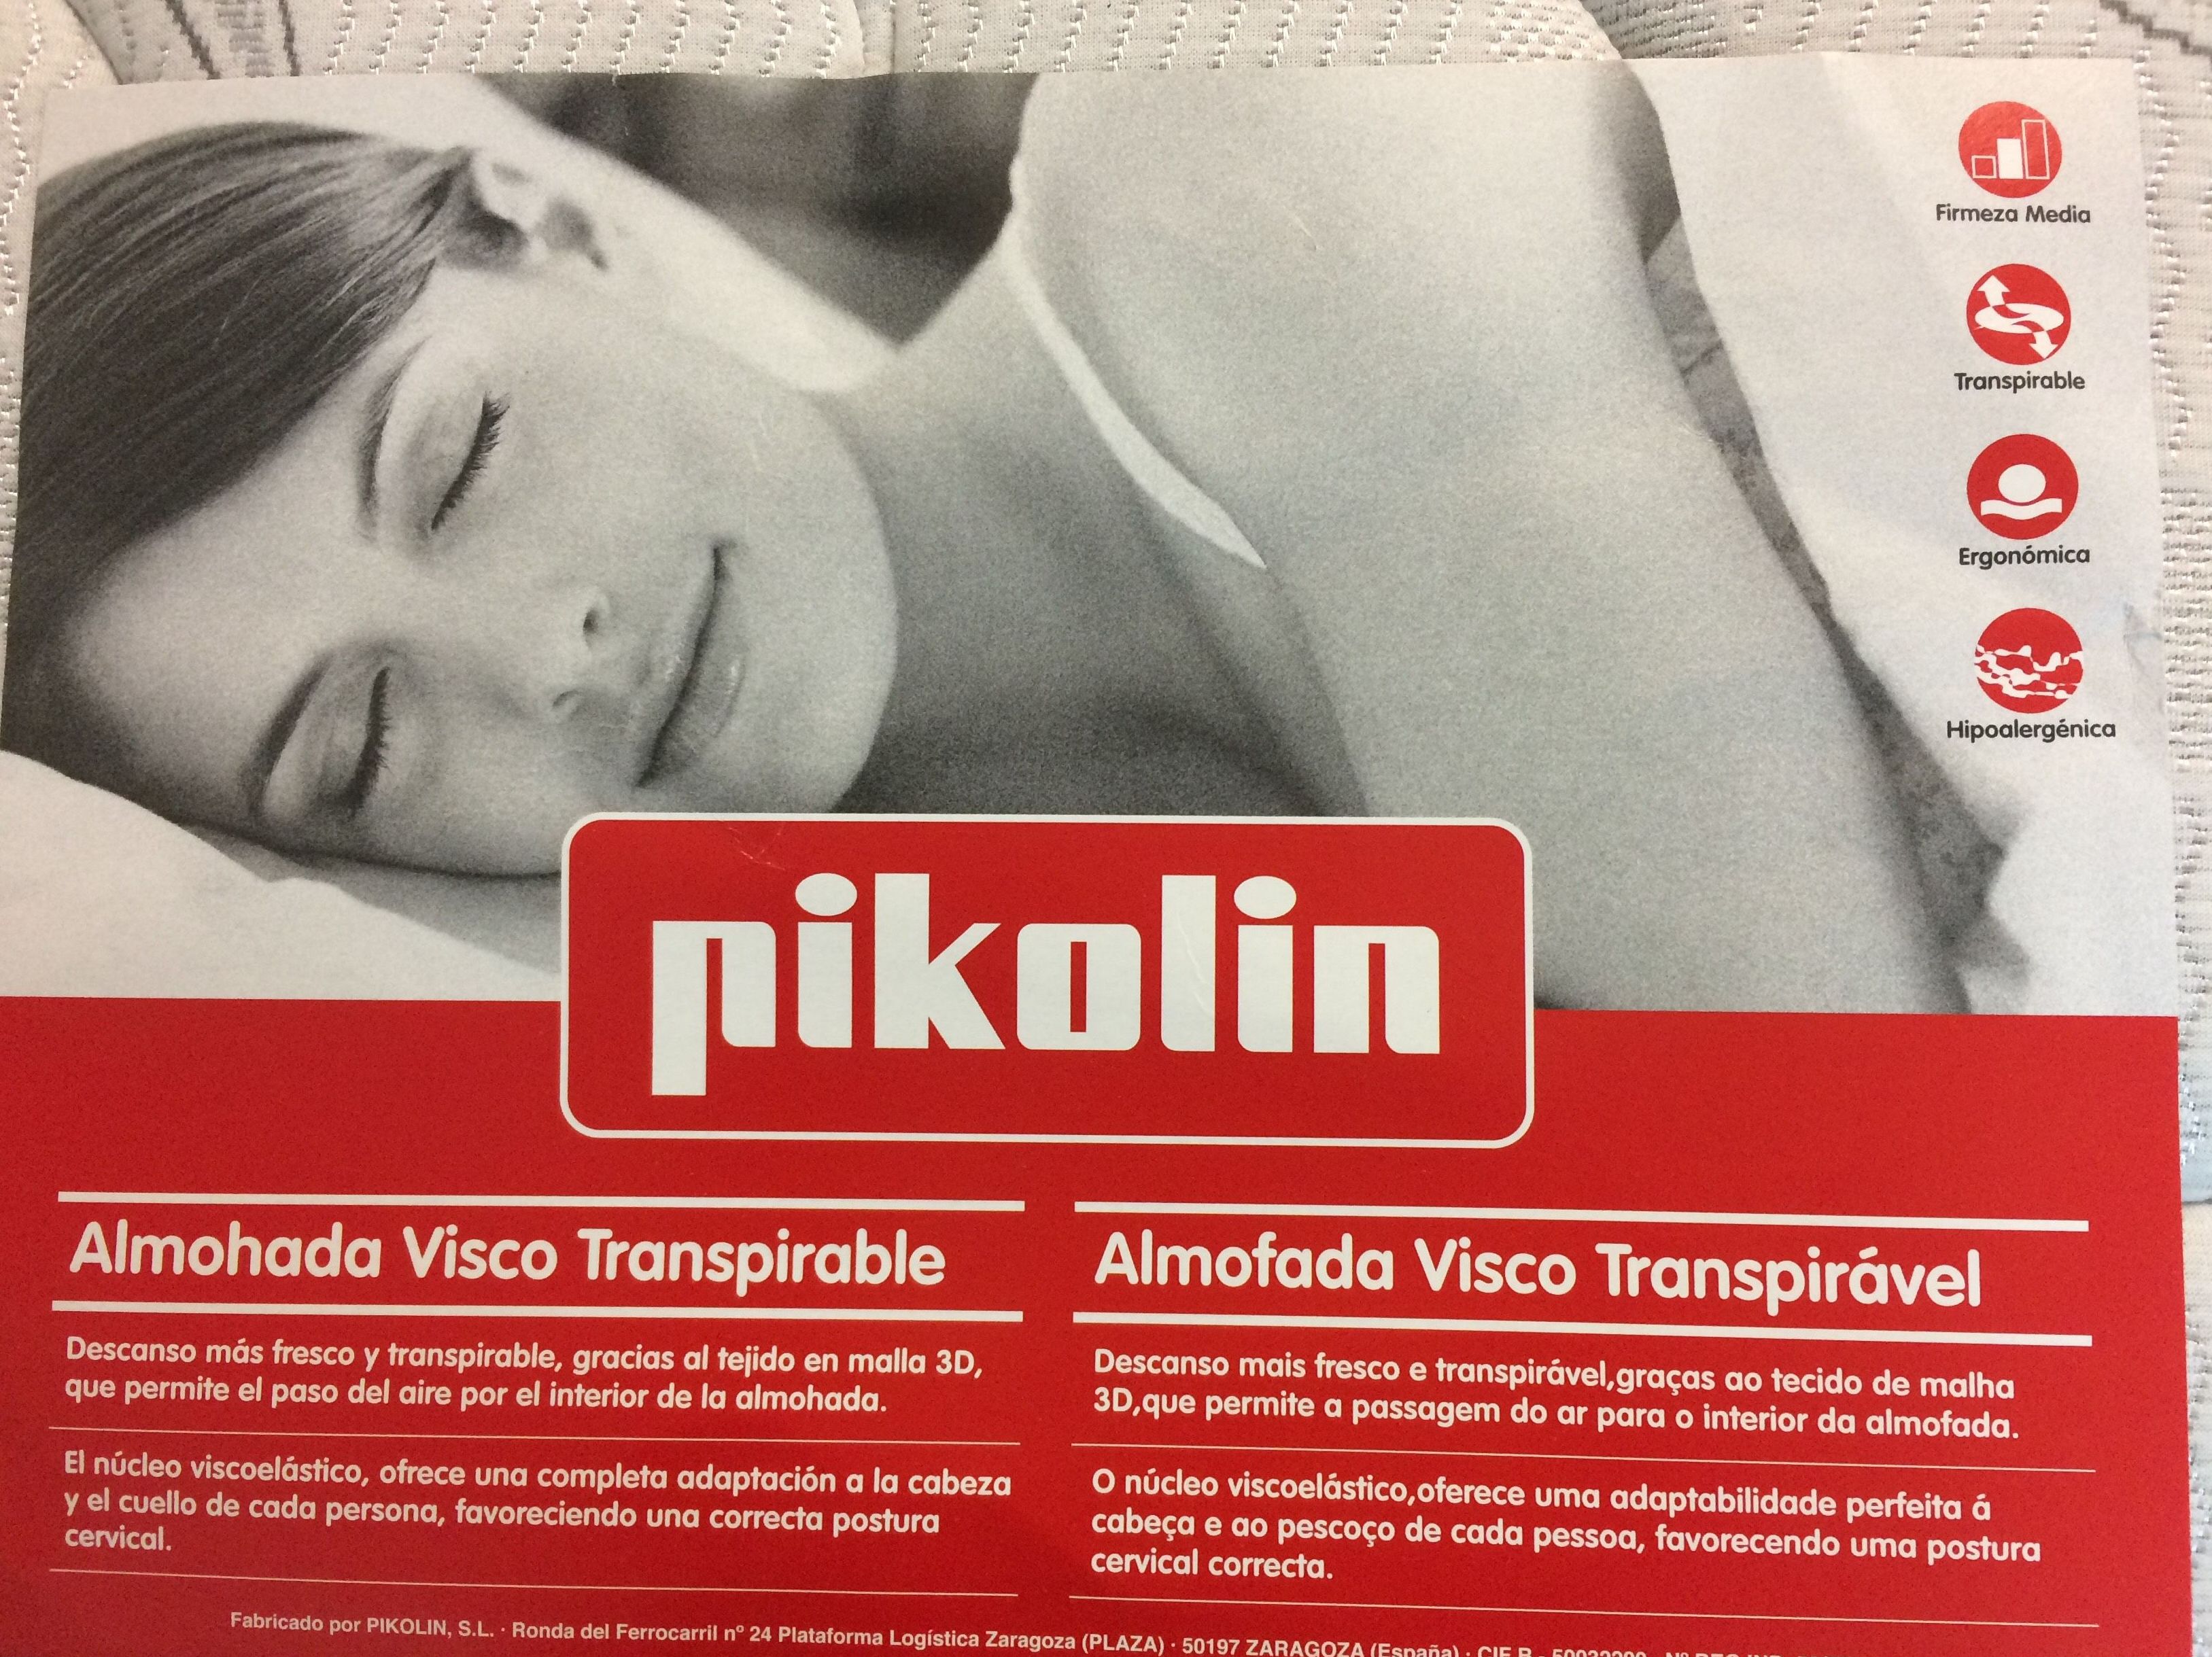 Firmeza Media
Transpirable
Ergonómica
Hipoalergénica
pikolin
Almohada Visco Transpirable
Descanso más fresco y transpirable, gracias al tejido en malla 3D,
que permite el paso del aire por el interior de la almohada.
El núcleo viscoelástico, ofrece una completa adaptación a la cabeza
y el cuello de cada persona, favoreciendo una correcta postura
cervical.
Almofada Visco Transpirável
Descanso mais fresco e transpirável,graças ao tecido de malha
3D,que permite a passagem do ar para o interior da almofada.
O núcleo viscoelástico,oferece uma adaptabilidade perfeita á
cabeça e ao pescoço de cada pessoa, favorecendo uma postura
cervical correcta.
Fabricado por PIKOLIN, S.L. · Ronda del Ferrocarril nº 24 Plataforma Logística Zaragoza (PLAZA) · 50197 ZARAGOZA (España) · CIF B -